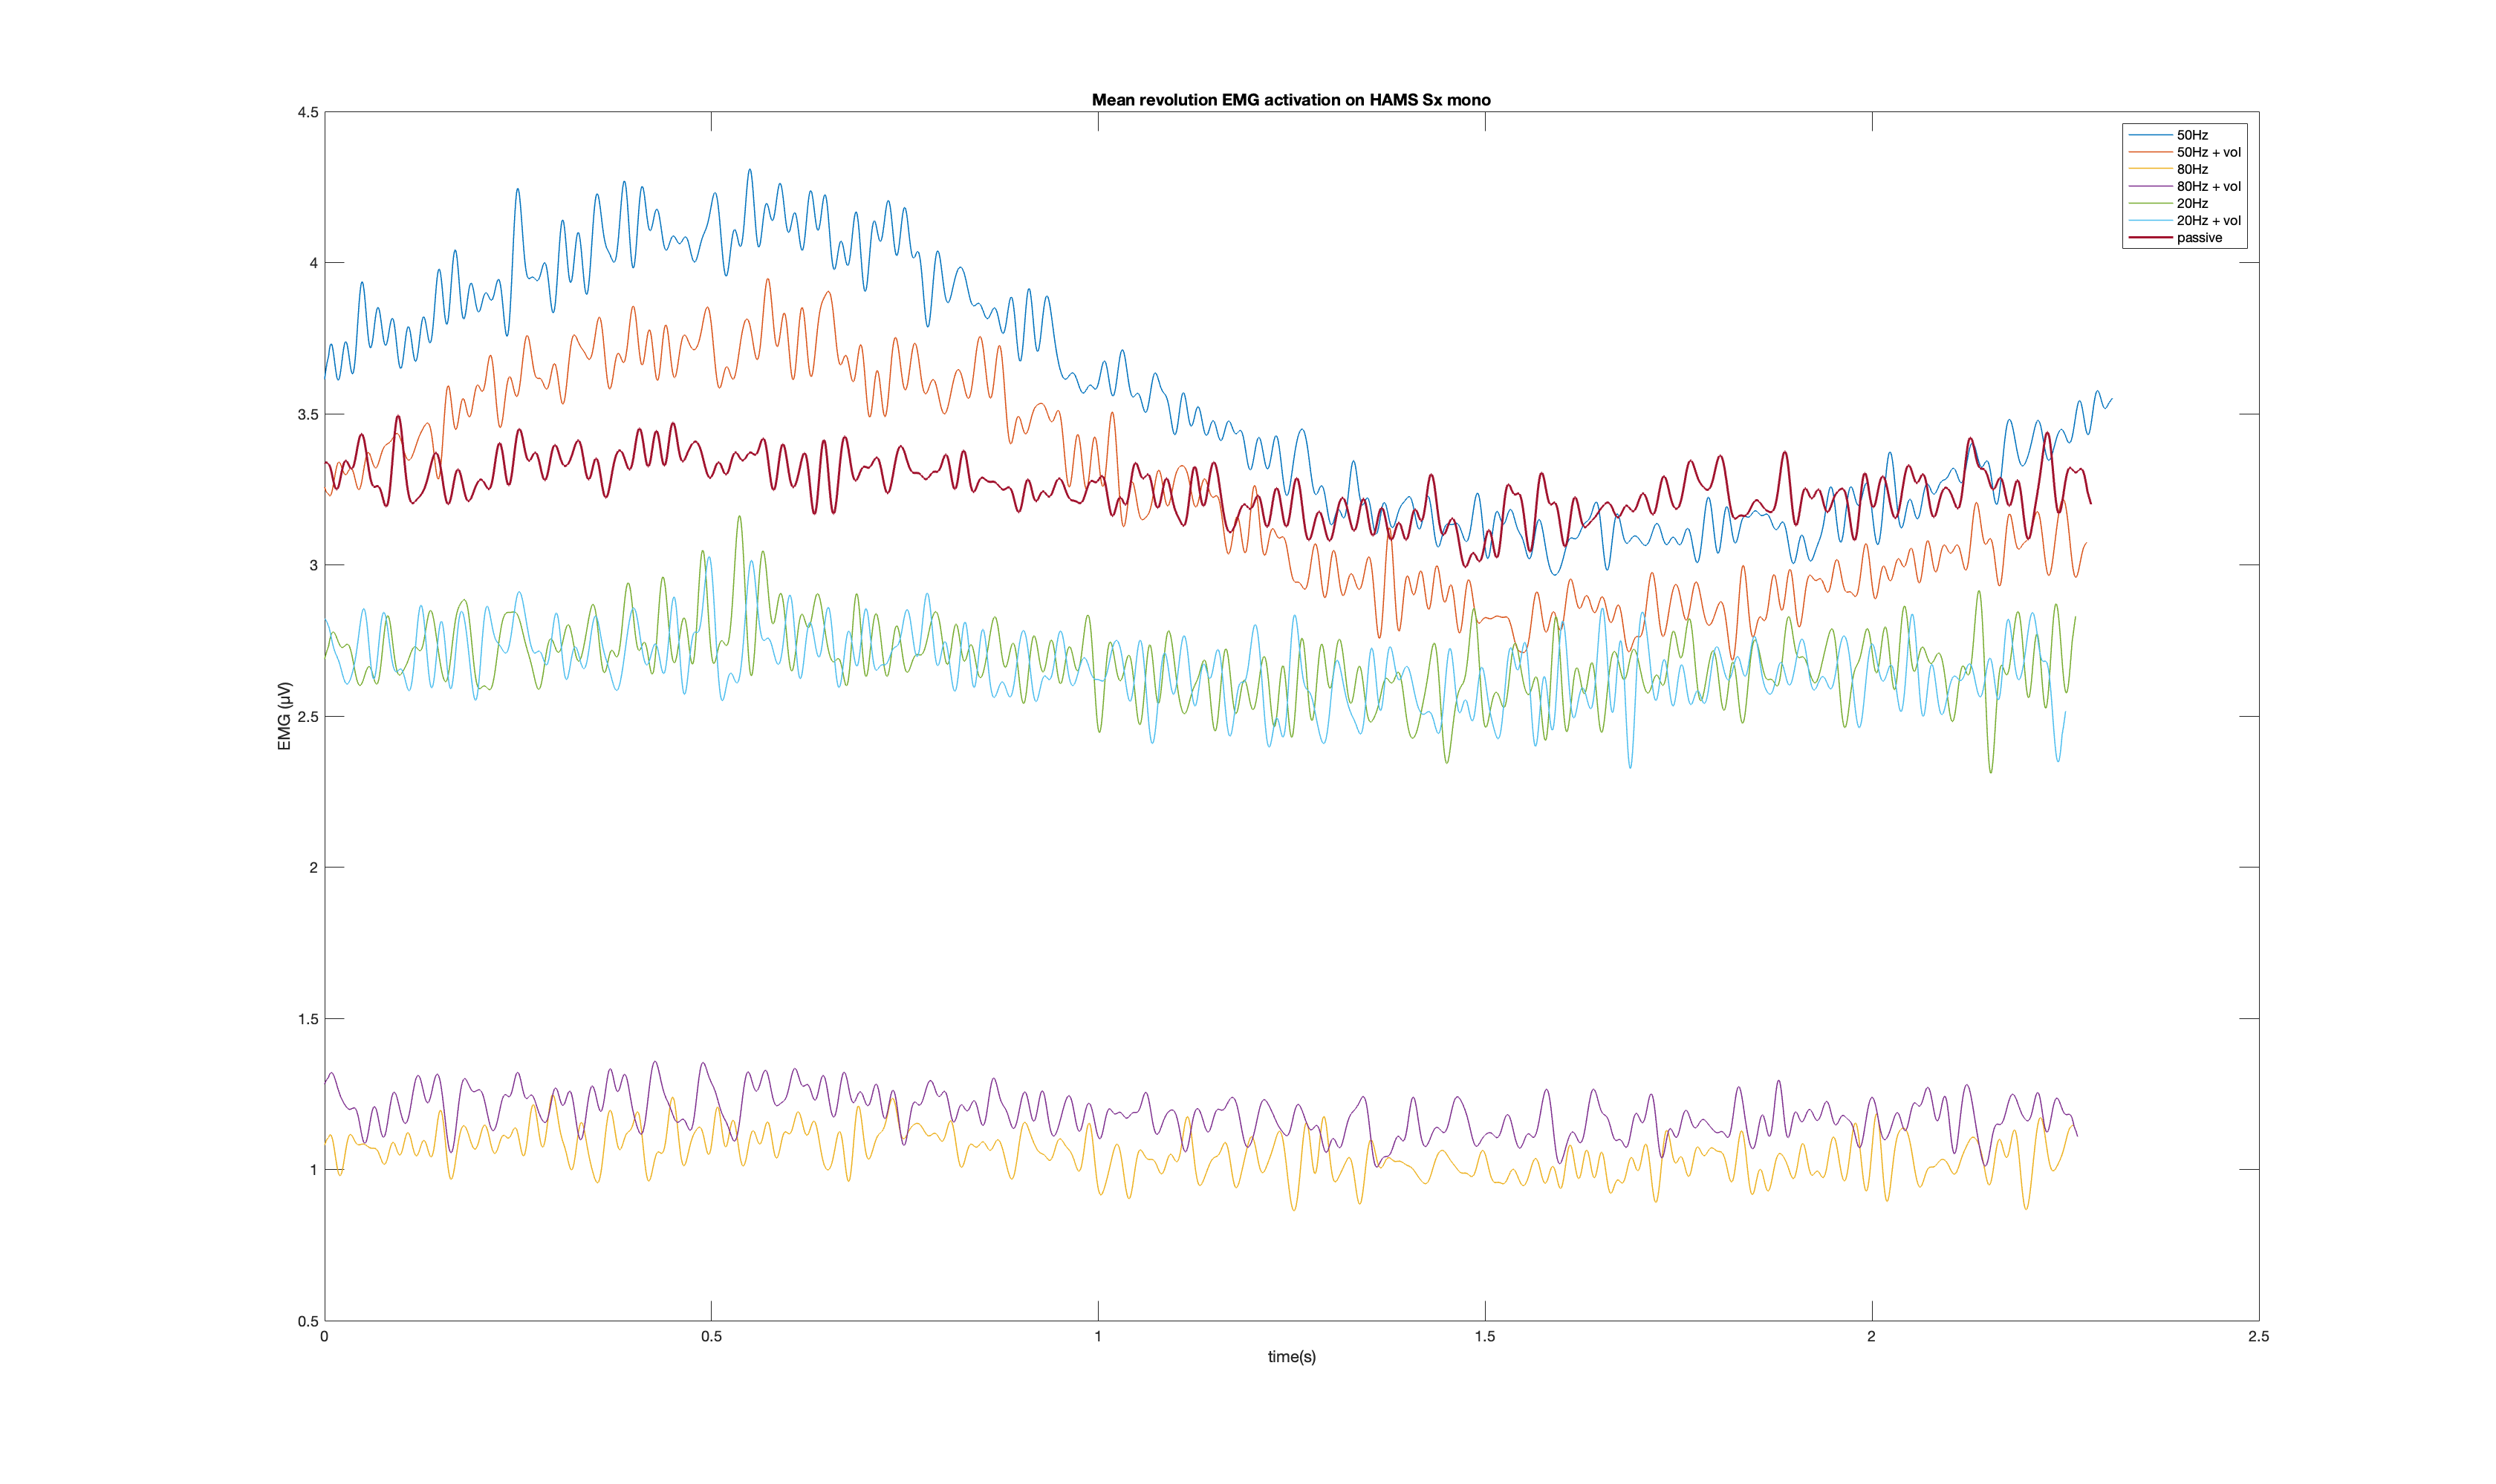 Mean revolution EMG activation on HAMS Sx mono
4.5
4
3.5
3
2.5
2
1.5
1
0.5
EMG (µV)
50Hz
50Hz + vol
80Hz
80Hz + vol
20Hz
20Hz + vol
passive
0
0.5
1
1.5
2
2.5
time(s)